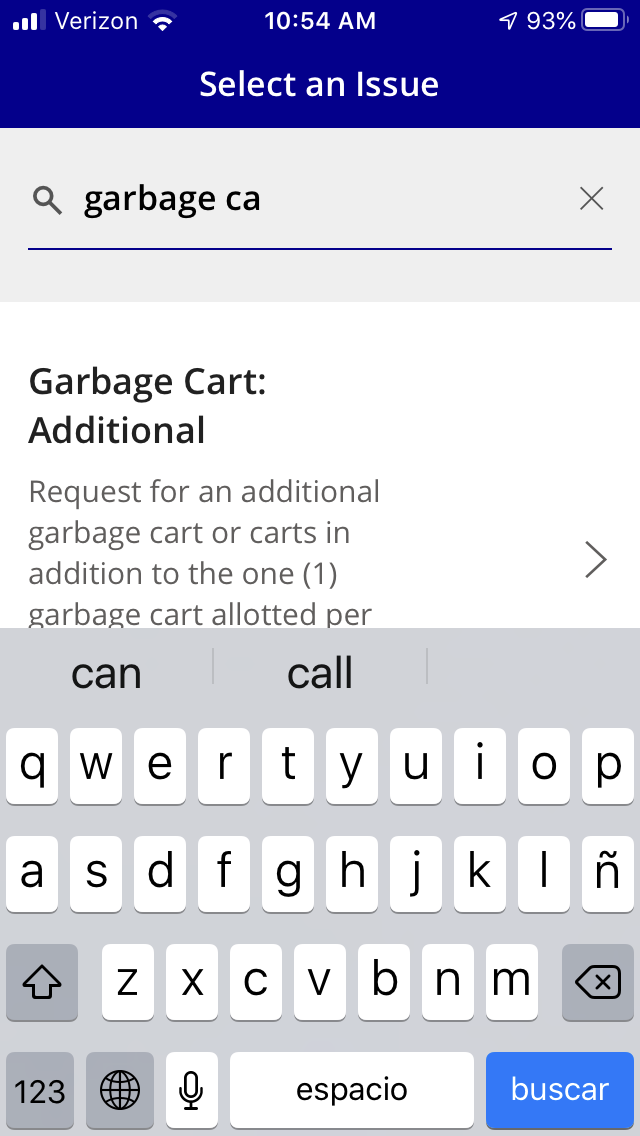 Verizon 10:54 AM 93%
Select an Issue
garbage ca
Garbage Cart:
Additional
Request for an additional
garbage cart or carts in
addition to the one (1)
garbage cart allotted per
can call
q w e r t y u i o p
a s d f g h j k l ñ
z x c v b n m
123 espacio buscar